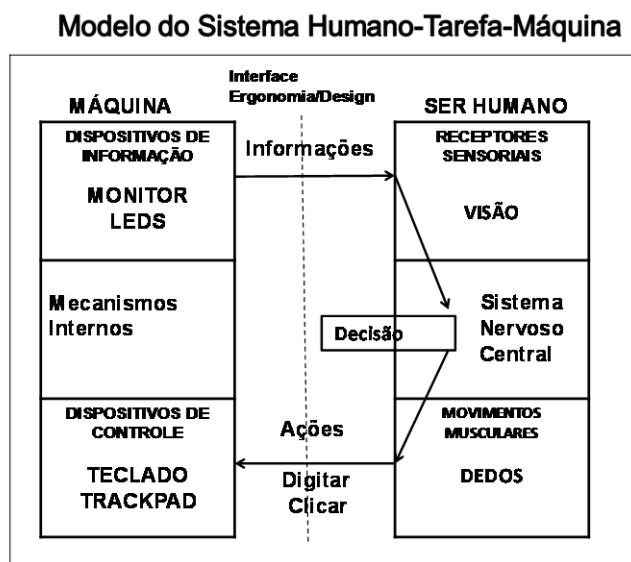 Modelo do Sistema Humano-Tarefa-Máquina
Interface
Ergonomia/Design
MÁQUINA
SER HUMANO
DISPOSITIVOS DE
INFORMAÇÃO
MONITOR
LEDS
Informações
RECEPTORES
SENSORIAIS
VISÃO
Mecanismos
Internos
Decisão
Sistema
Nervoso
Central
DISPOSITIVOS DE
CONTROLE
TECLADO
TRACKPAD
Ações
Digitar
Clicar
MOVIMENTOS
MUSCULARES
DEDOS